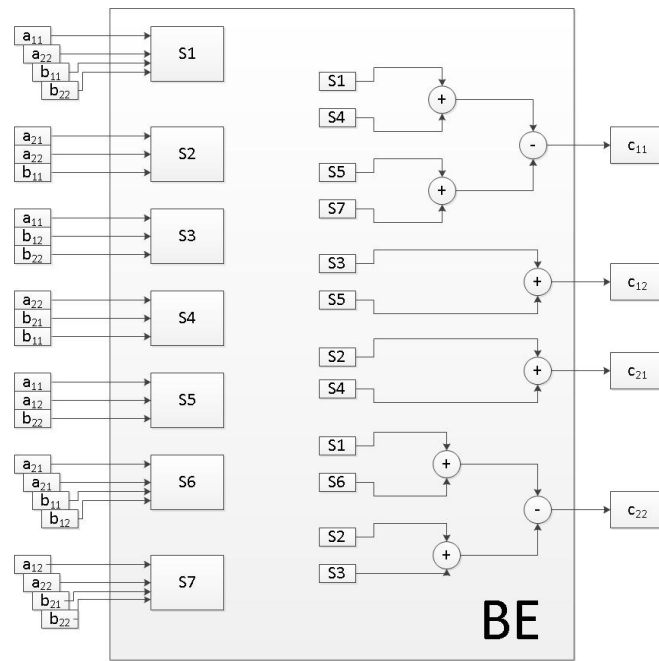 a11
a22
b11
b22
S1
a21
a22
b11
S2
a11
b12
b22
S3
a22
b21
b11
S4
a11
a12
b22
S5
a21
a21
b11
b12
S6
a12
a22
b21
b22
S7
S1
+
S4
-
c11
S5
+
S7
S3
+
c12
S5
S2
+
c21
S4
S1
+
S6
-
c22
S2
+
S3
BE